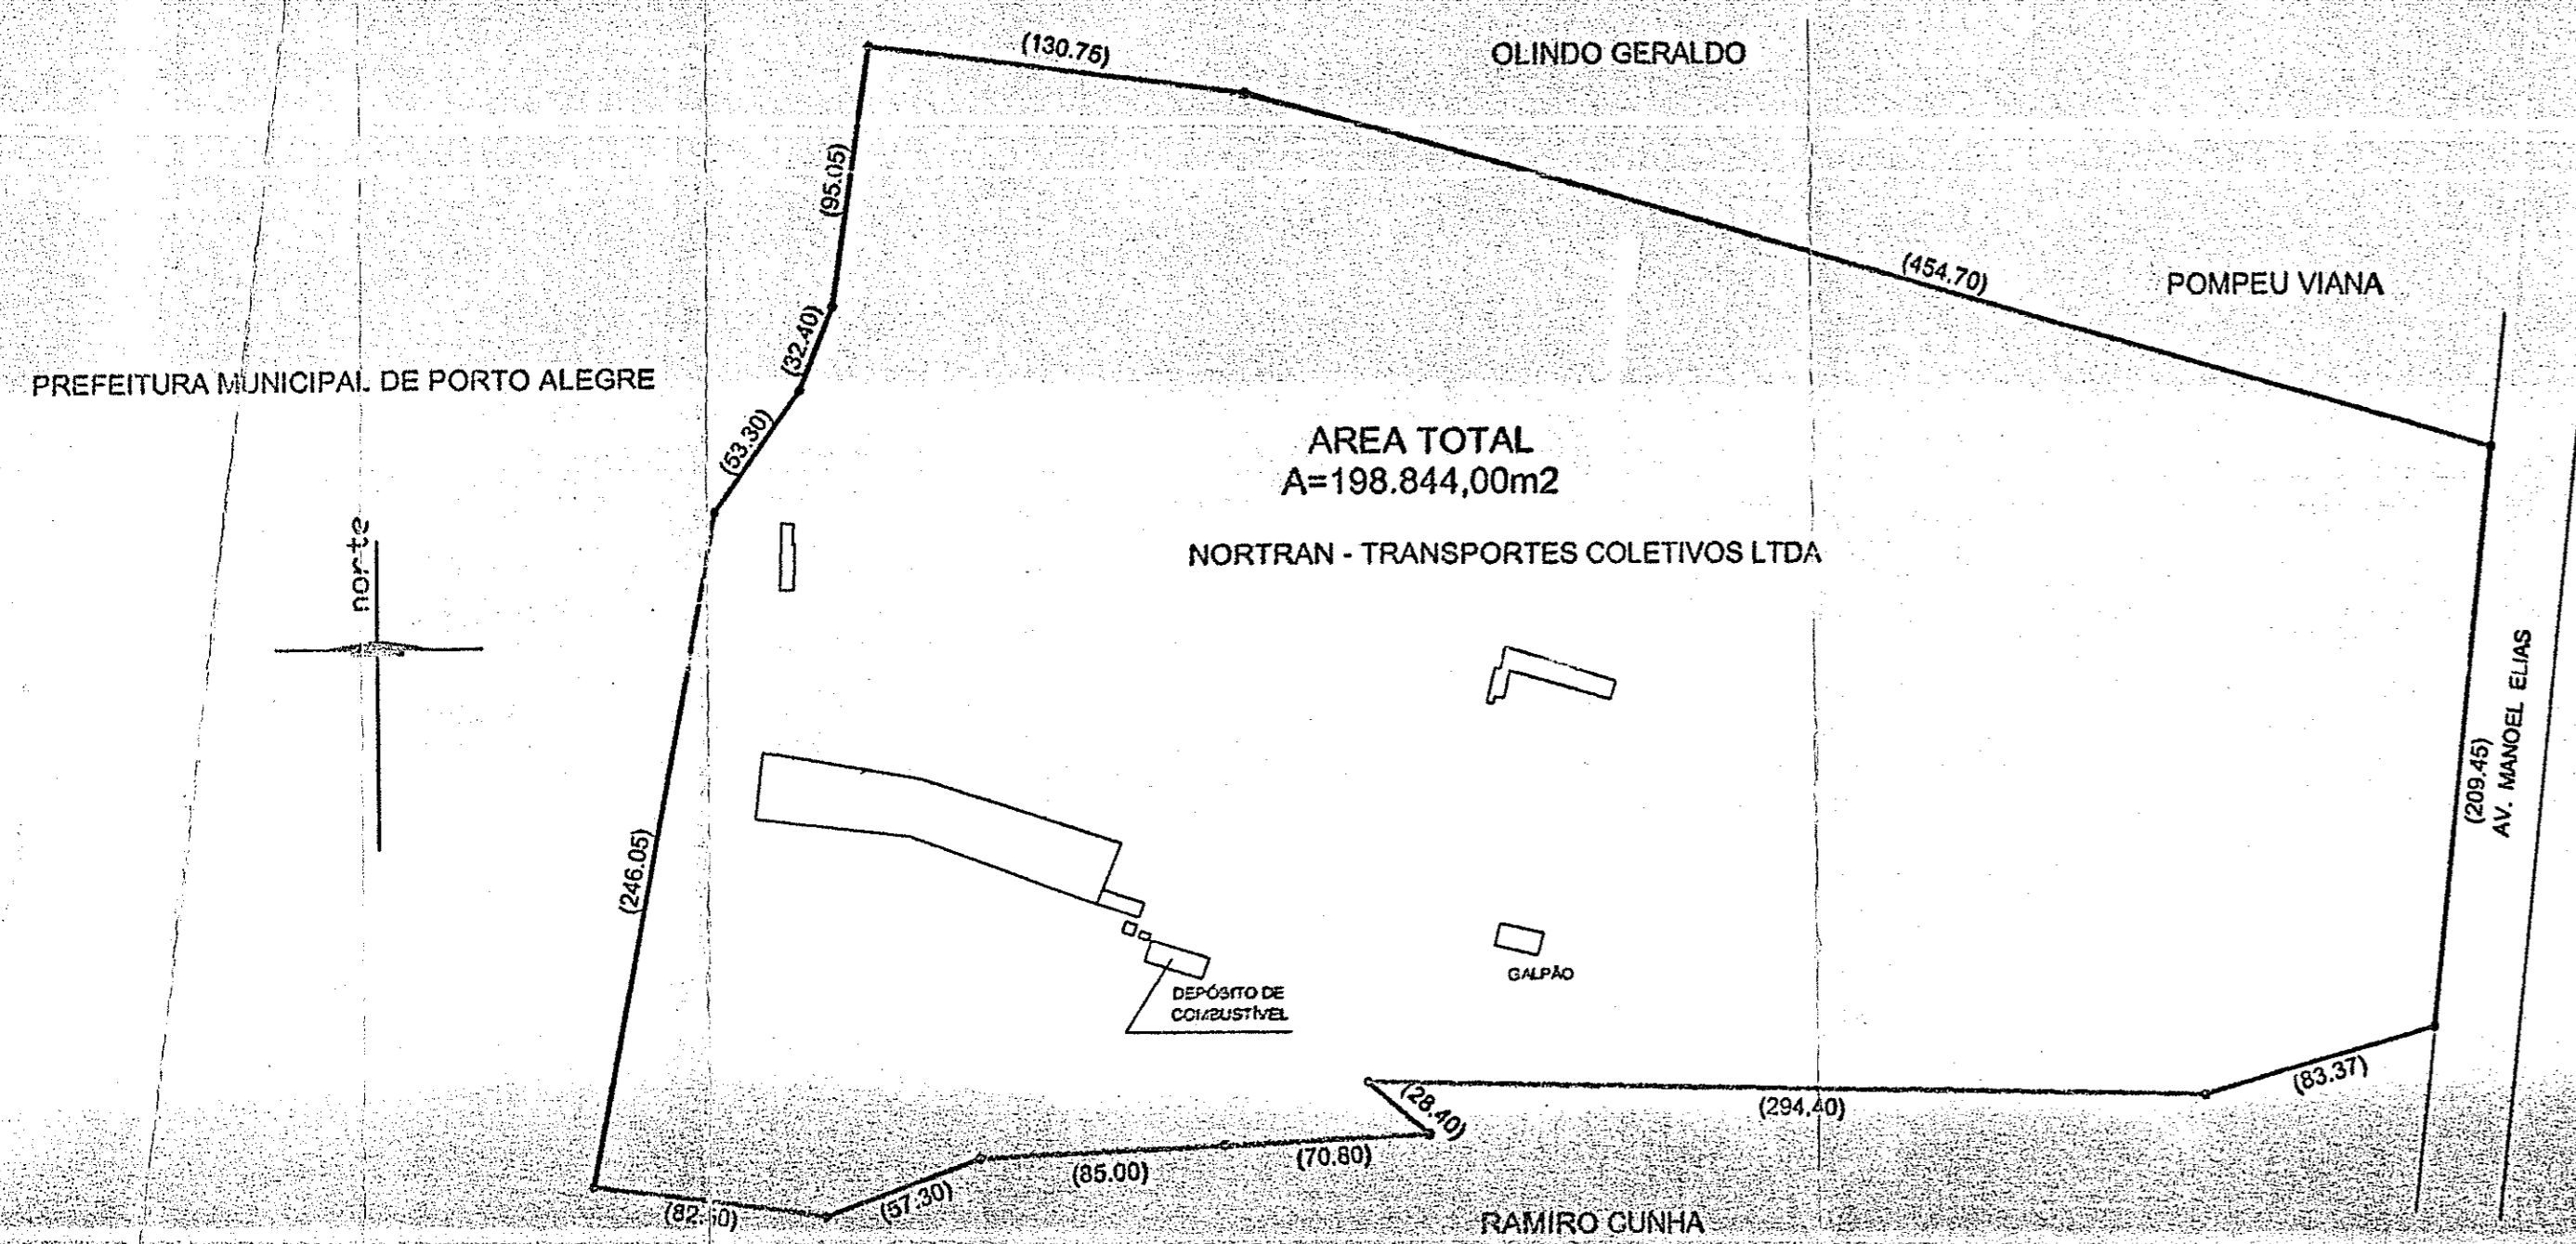 (130.75)
OLINDO GERALDO
(95.05)
(454.70)
POMPEU VIANA
(32.40)
PREFEITURA MUNICIPAL DE PORTO ALEGRE
(53.30)
AREA TOTAL
A=198.844,00m2
norte
NORTRAN - TRANSPORTES COLETIVOS LTDA
(209.45)
AV. MANOEL ELIAS
(246.05)
GALPÃO
DEPÓSITO DE
COMBUSTÍVEL
(83.37)
(28.40)
(294.40)
(70.80)
(85.00)
(57.30)
RAMIRO CUNHA